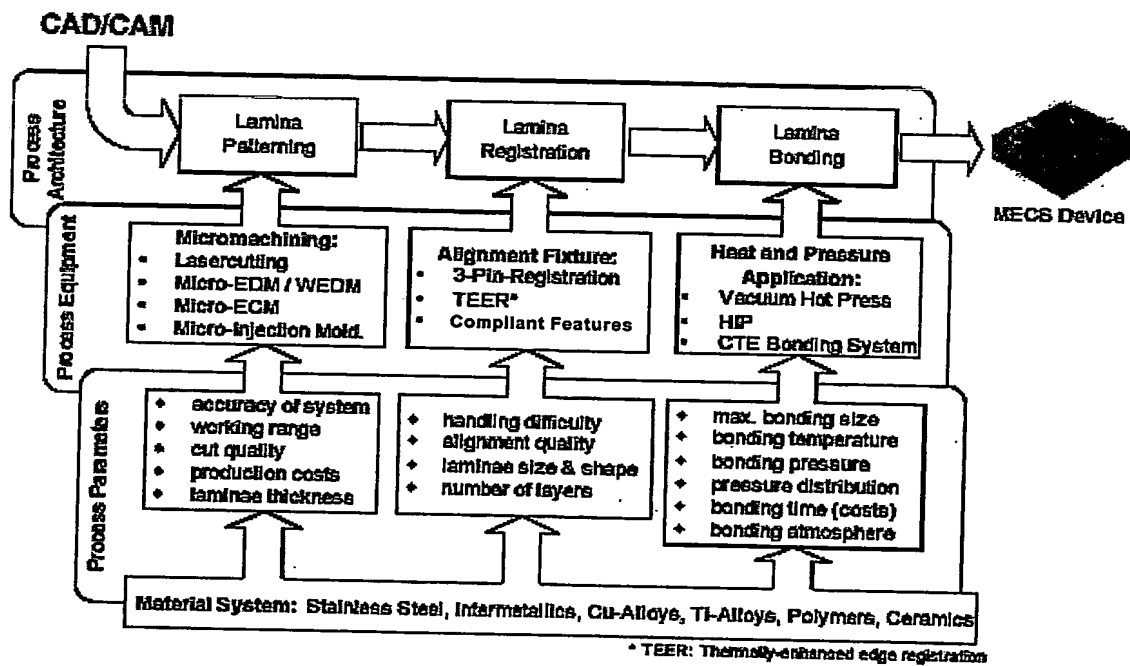 CAD/CAM
Process
Architecture
Lamina
Patterning
Lamina
Registration
Lamina
Bonding
MECS Device
Process Equipment
Micromachining:
• Lasercutting
• Micro-EDM / WEDM
• Micro-ECM
• Micro-Injection Mold.
Alignment Fixture:
• 3-Pin-Registration
• TEER*
• Compliant Features
Heat and Pressure
Application:
• Vacuum Hot Press
• HIP
• CTE Bonding System
Process Parameters
• accuracy of system
• working range
• cut quality
• production costs
• laminae thickness
• handling difficulty
• alignment quality
• laminae size & shape
• number of layers
• max. bonding size
• bonding temperature
• bonding pressure
• pressure distribution
• bonding time (costs)
• bonding atmosphere
Material System: Stainless Steel, Intermetallics, Cu-Alloys, Ti-Alloys, Polymers, Ceramics
* TEER: Thermally-enhanced edge registration